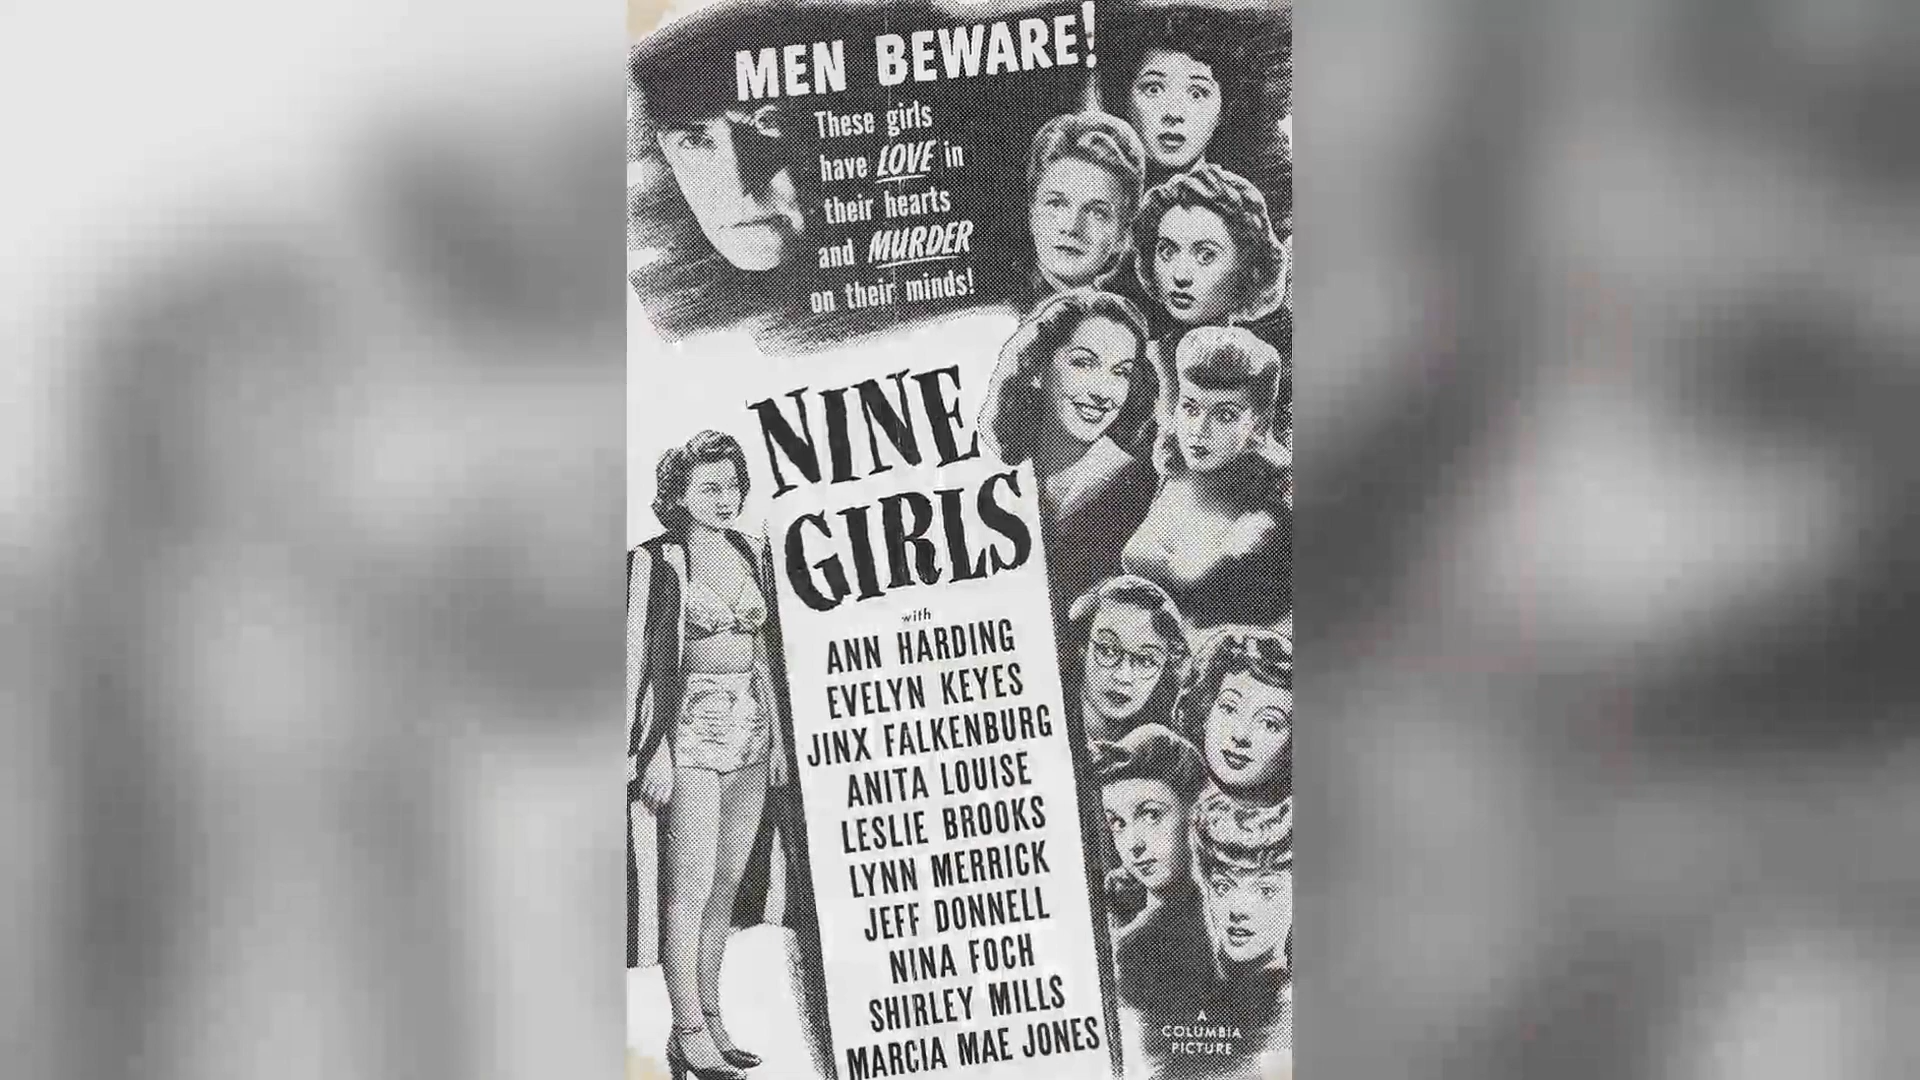 MEN BEWARE!
These girls
have LOVE in
their hearts
and MURDER
on their minds!
NINE
GIRLS
with
ANN HARDING
EVELYN KEYES
JINX FALKENBURG
ANITA LOUISE
LESLIE BROOKS
LYNN MERRICK
JEFF DONNELL
NINA FOCH
SHIRLEY MILLS
MARCIA MAE JONES
A
COLUMBIA
PICTURE